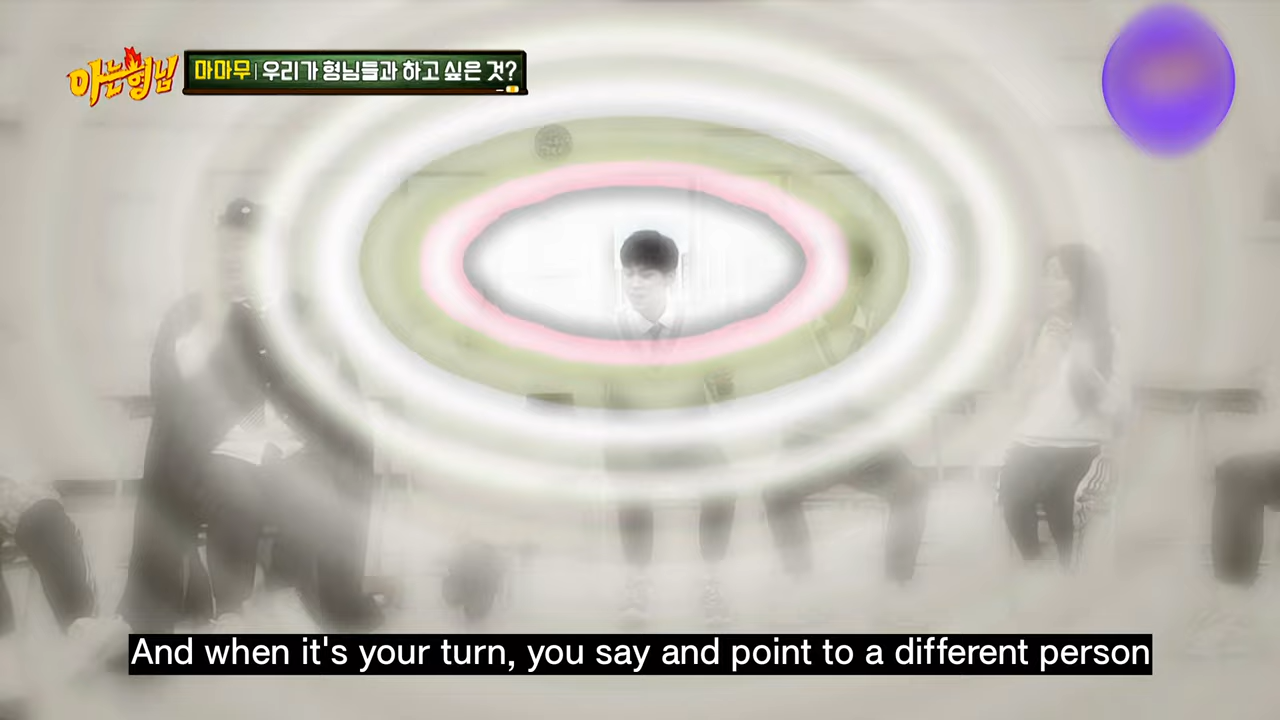 아는형님
마마무 우리가 형님들과 하고 싶은 것?
And when it's your turn, you say and point to a different person